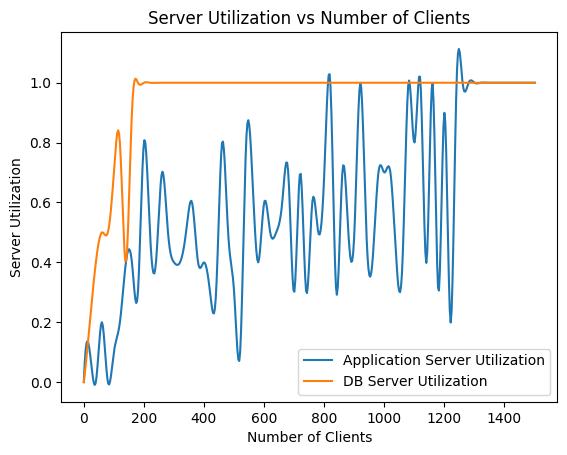 Server Utilization vs Number of Clients
Server Utilization
1.0
0.8
0.6
0.4
0.2
0.0
Application Server Utilization
DB Server Utilization
0 200 400 600 800 1000 1200 1400
Number of Clients